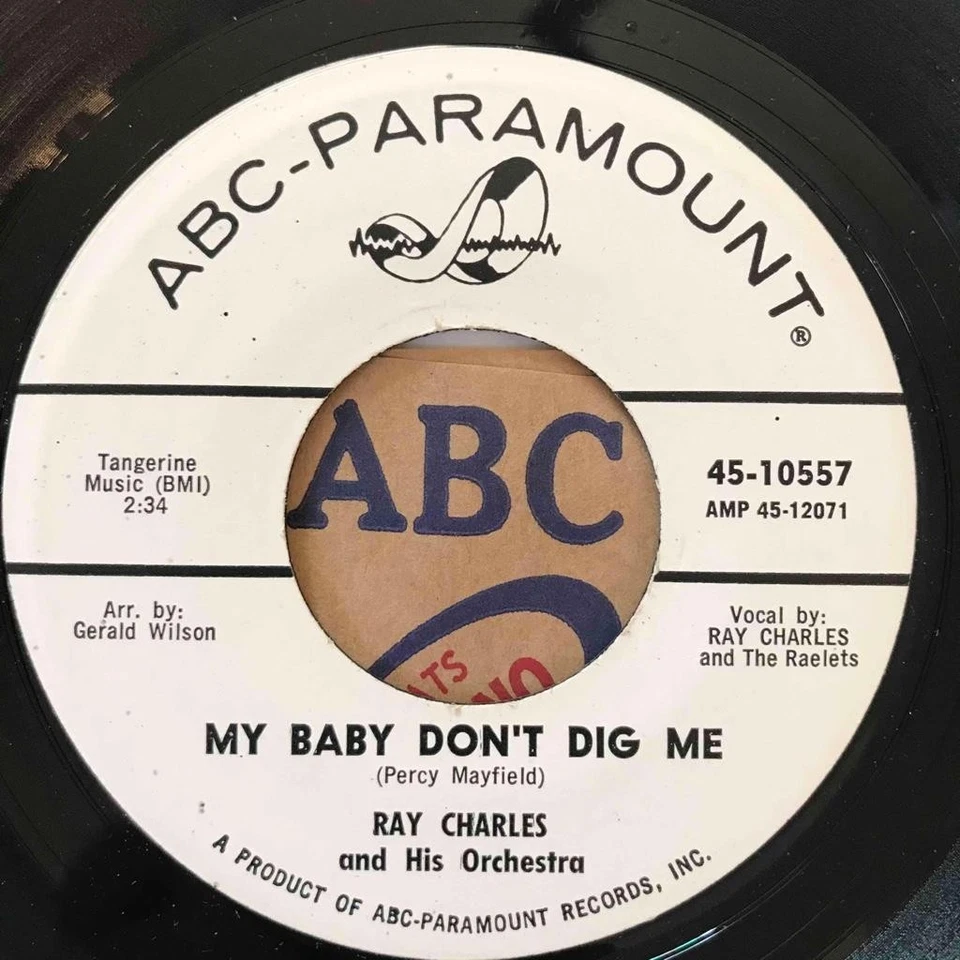 ABC-PARAMOUNT®
ABC
Tangerine
Music (BMI)
2:34
45-10557
AMP 45-12071
Arr. by:
Gerald Wilson
Vocal by:
RAY CHARLES
and The Raelets
MY BABY DON'T DIG ME
(Percy Mayfield)
RAY CHARLES
and His Orchestra
A PRODUCT OF ABC-PARAMOUNT RECORDS, INC.